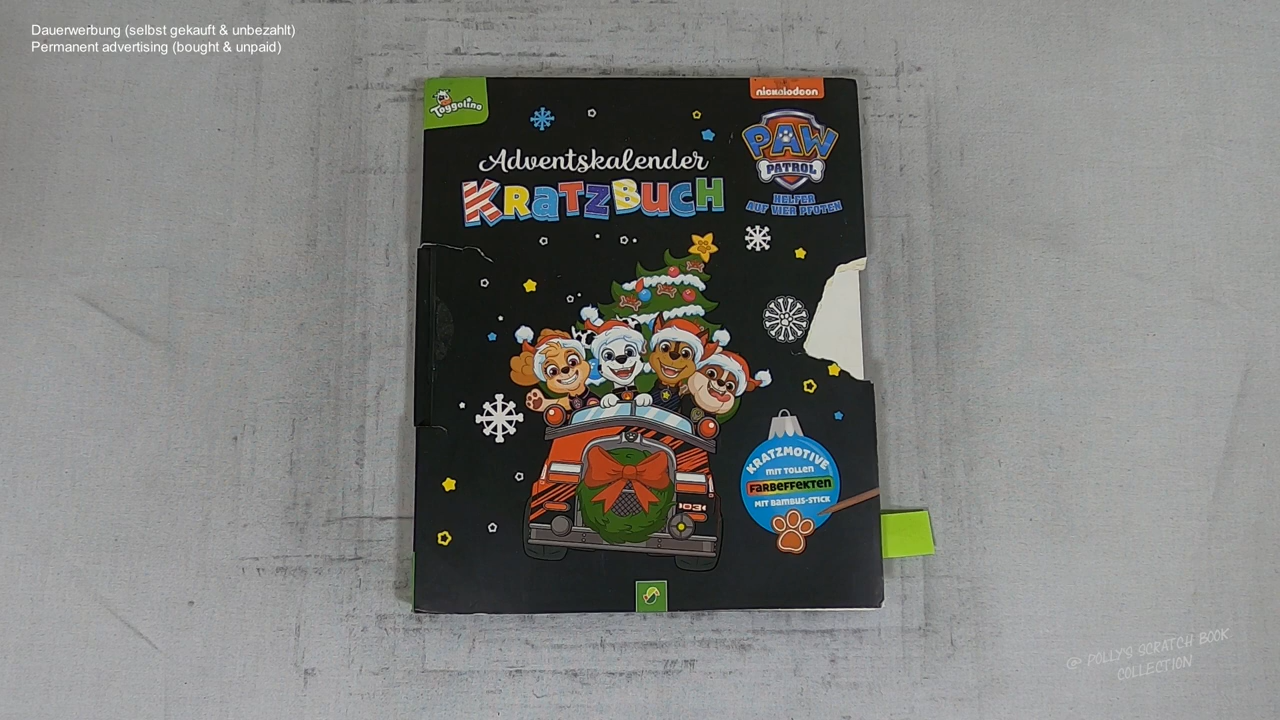 Dauerwerbung (selbst gekauft & unbezahlt)
Permanent advertising (bought & unpaid)
Toggolino
nickelodeon
PAW
PATROL
HELFER
AUF VIER PFOTEN
Adventskalender
KRATZBUCH
KRATZMOTIVE
MIT TOLLEN
FARBEFFEKTEN
MIT BAMBUS-STICK
03
@ POLLY'S SCRATCH BOOK
COLLECTION